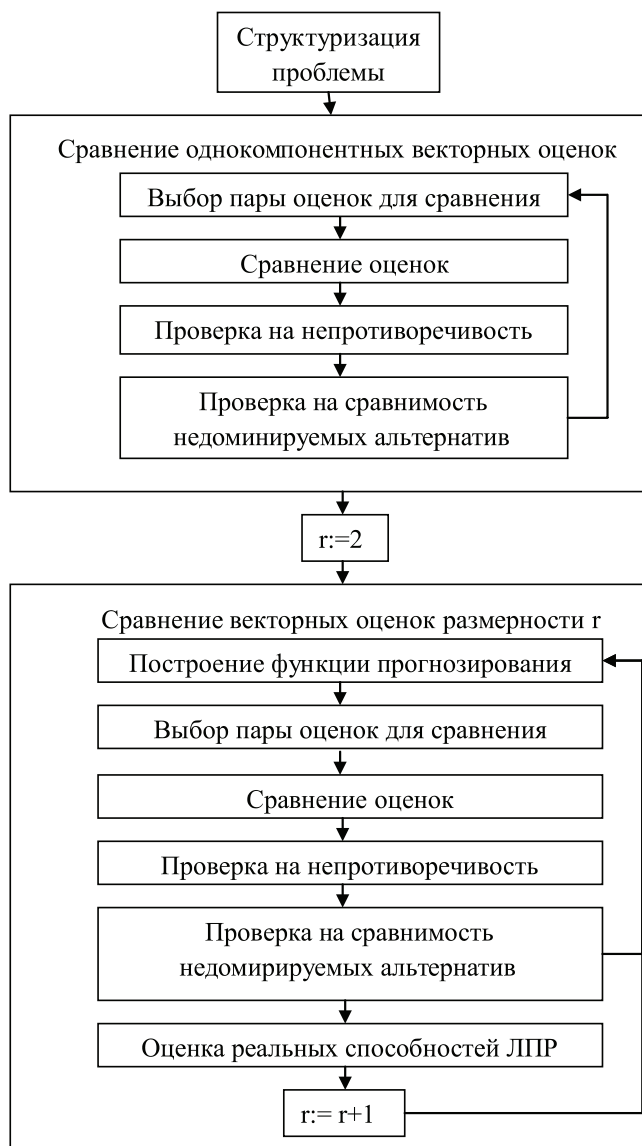 Структуризация
проблемы
Сравнение однокомпонентных векторных оценок
Выбор пары оценок для сравнения
Сравнение оценок
Проверка на непротиворечивость
Проверка на сравнимость
недоминируемых альтернатив
r:=2
Сравнение векторных оценок размерности r
Построение функции прогнозирования
Выбор пары оценок для сравнения
Сравнение оценок
Проверка на непротиворечивость
Проверка на сравнимость
недомирируемых альтернатив
Оценка реальных способностей ЛПР
r:= r+1